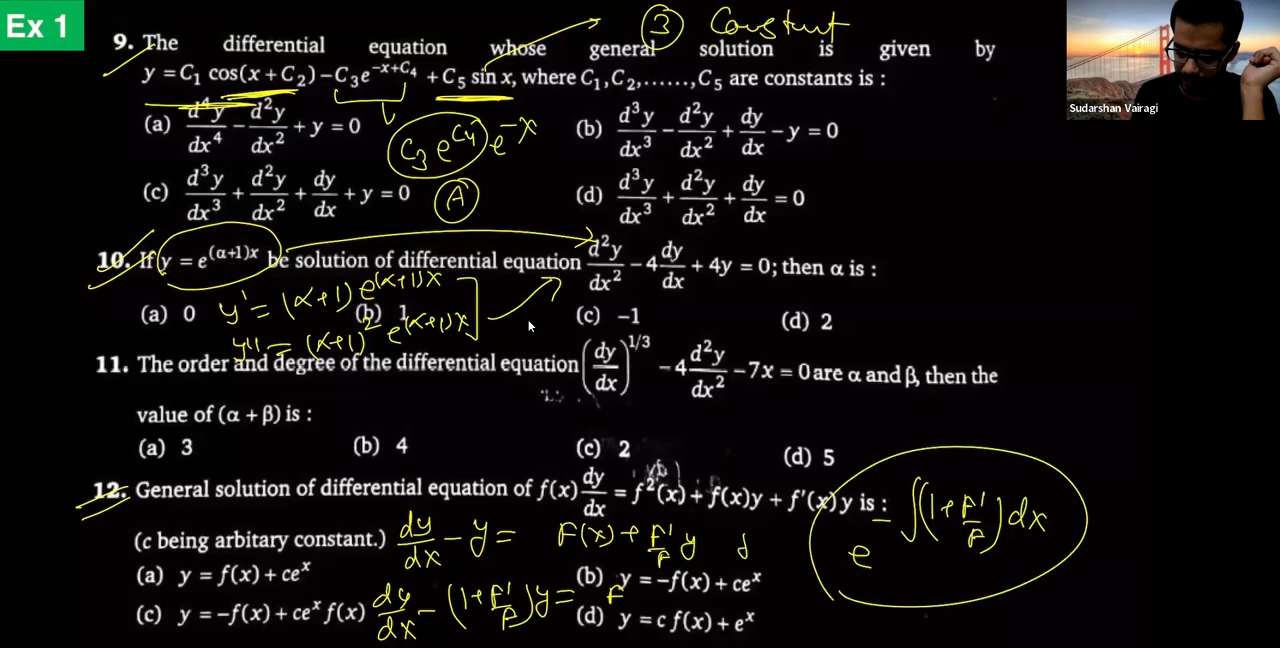 Ex 1
3 Constant
Sudarshan Vairagi
9. The differential equation whose general solution is given by
y = C₁ cos(x + C₂) − C₃e^(−x+C₄) + C₅ sin x, where C₁, C₂,......, C₅ are constants is :
(a) d⁴y/dx⁴ − d²y/dx² + y = 0 (b) d³y/dx³ − d²y/dx² + dy/dx − y = 0
C₃ e^(C₄) e^(−x)
(c) d³y/dx³ + d²y/dx² + dy/dx + y = 0 (d) d³y/dx³ + d²y/dx² + dy/dx = 0
A
10. If y = e^((α+1)x) be solution of differential equation d²y/dx² − 4 dy/dx + 4y = 0; then α is :
y' = (α+1) e^((α+1)x)
(a) 0 (b) 1 (c) −1 (d) 2
y'' = (α+1)² e^((α+1)x)
11. The order and degree of the differential equation (dy/dx)^(1/3) − 4 d²y/dx² − 7x = 0 are α and β, then the
value of (α + β) is :
(a) 3 (b) 4 (c) 2 (d) 5
12. General solution of differential equation of f(x) dy/dx = f²(x) + f(x)y + f'(x)y is :
(c being arbitary constant.) dy/dx − y = F(x) + F'/F y
e^(−∫(1+F'/F)dx)
(a) y = f(x) + ceˣ (b) y = −f(x) + ceˣ
dy/dx − (1+F'/F)y = F
(c) y = −f(x) + ceˣ f(x) (d) y = c f(x) + eˣ